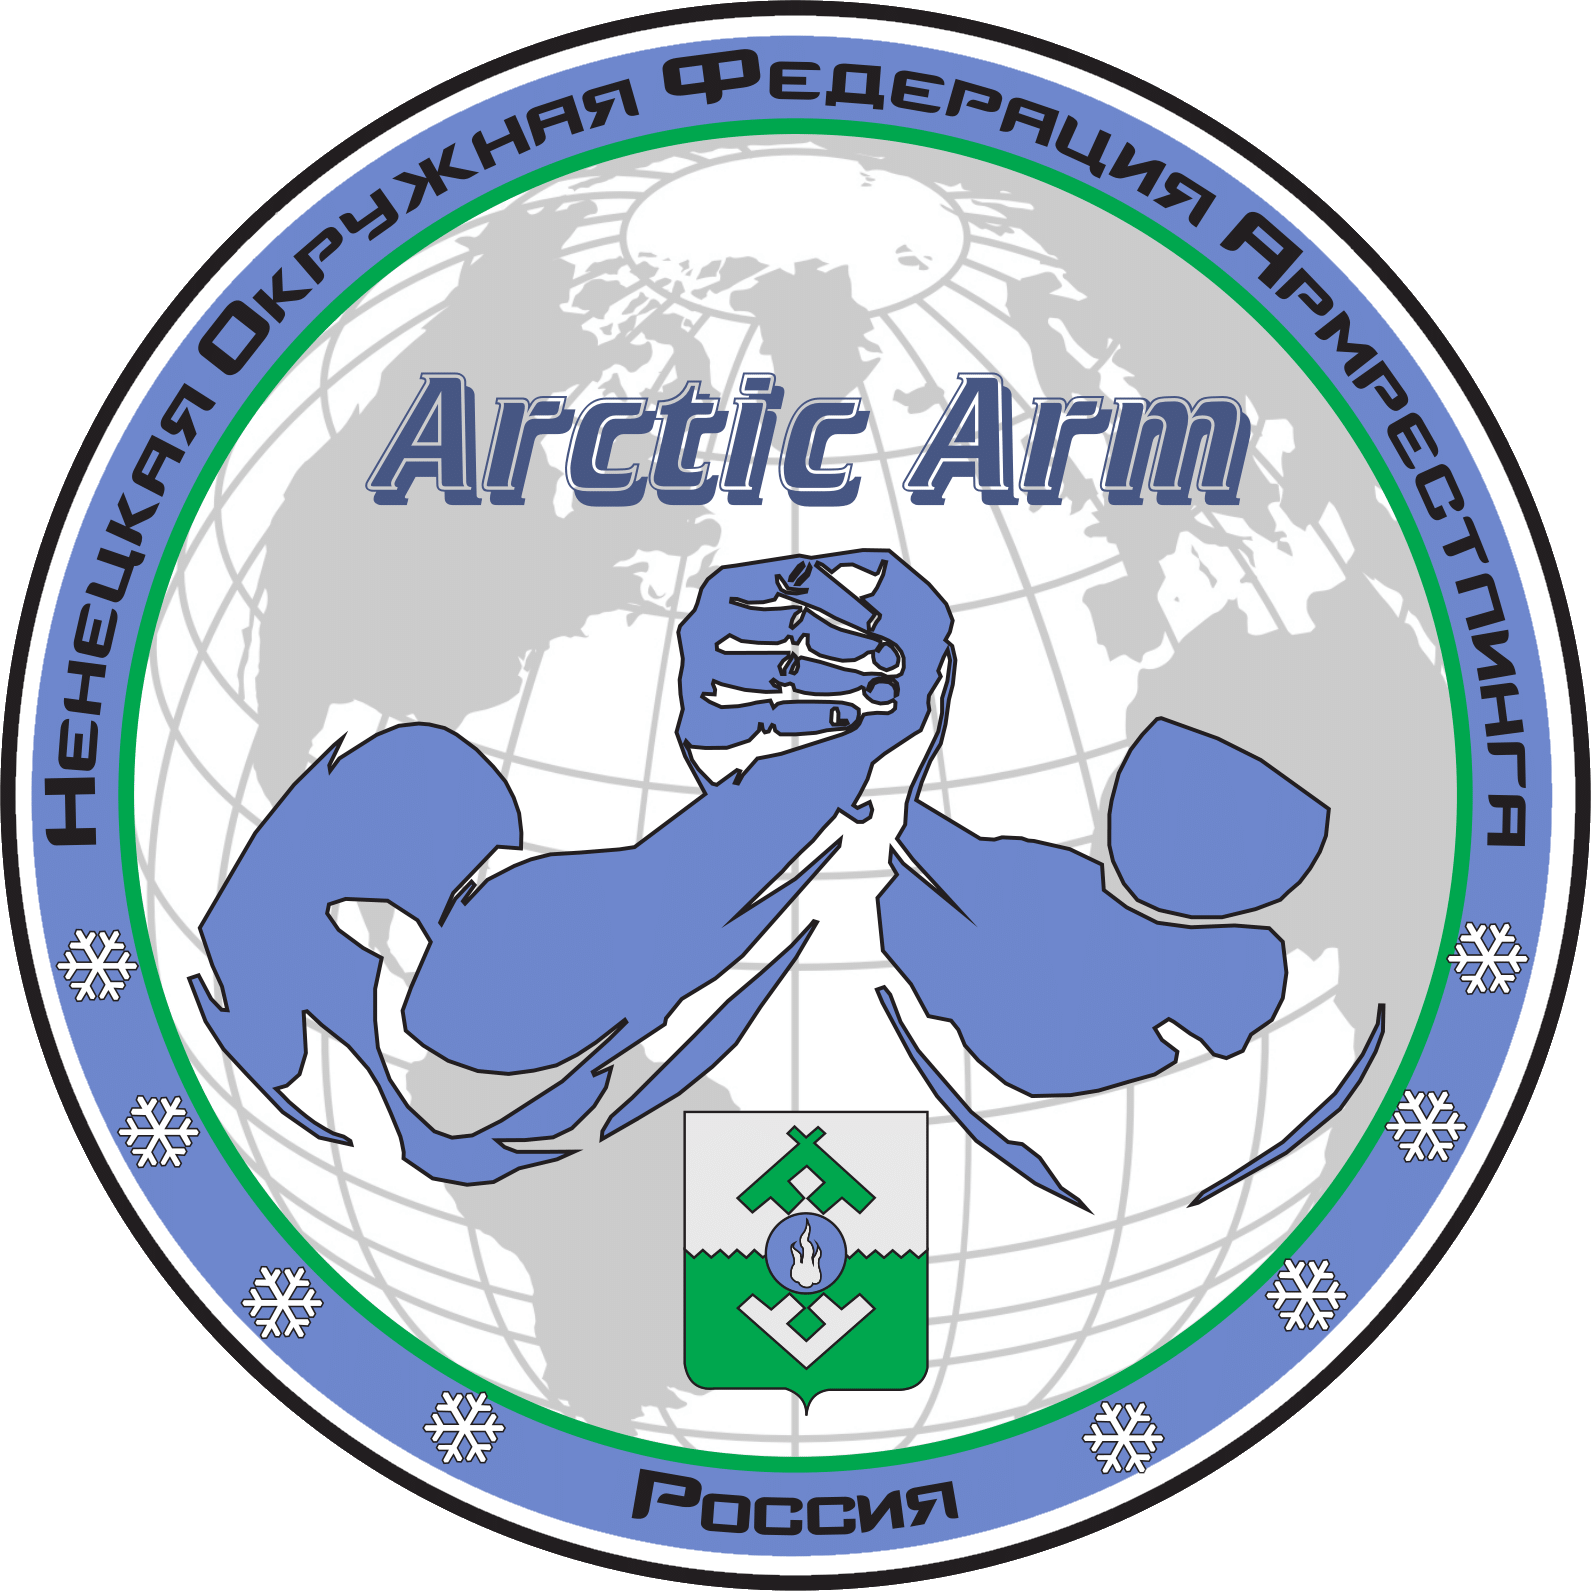 Ненецкая Окружная Федерация Армрестлинга
Arctic Arm
Россия